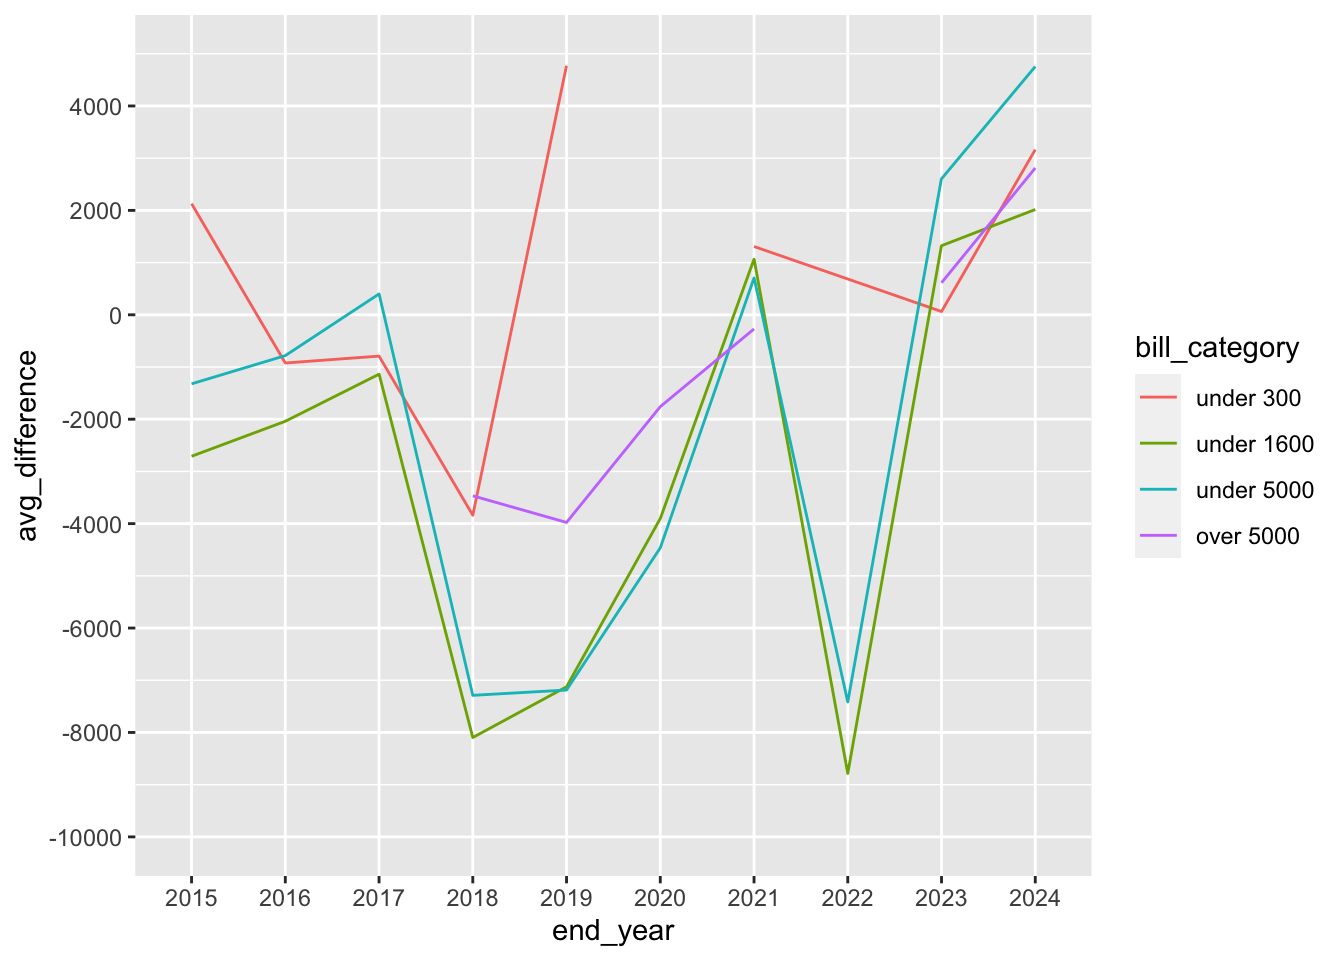 avg_difference
4000
2000
0
-2000
-4000
-6000
-8000
-10000
2015 2016 2017 2018 2019 2020 2021 2022 2023 2024
end_year
bill_category
under 300
under 1600
under 5000
over 5000